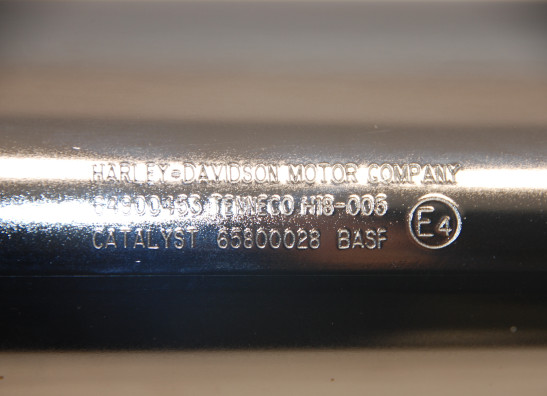 HARLEY-DAVIDSON MOTOR COMPANY
TENNECO H18-005
CATALYST 65800028 BASF
E4